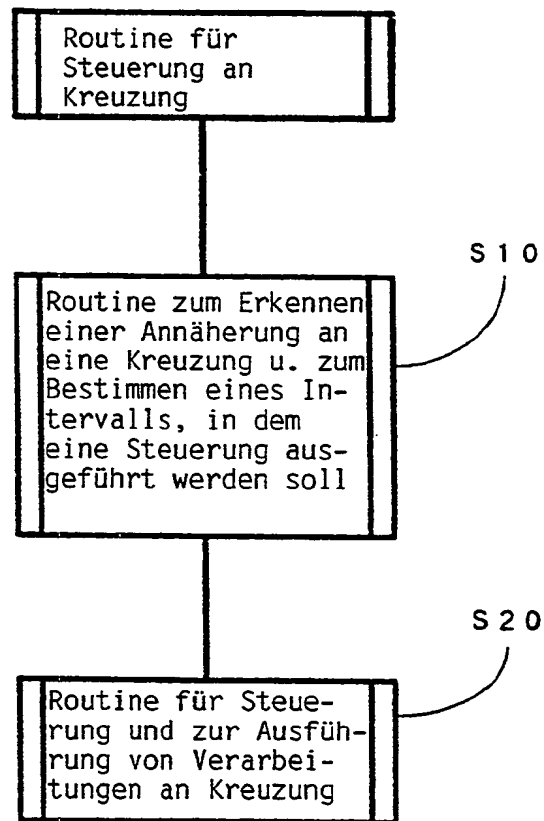 Routine für
Steuerung an
Kreuzung
S10
Routine zum Erkennen
einer Annäherung an
eine Kreuzung u. zum
Bestimmen eines In-
tervalls, in dem
eine Steuerung aus-
geführt werden soll
S20
Routine für Steue-
rung und zur Ausfüh-
rung von Verarbei-
tungen an Kreuzung